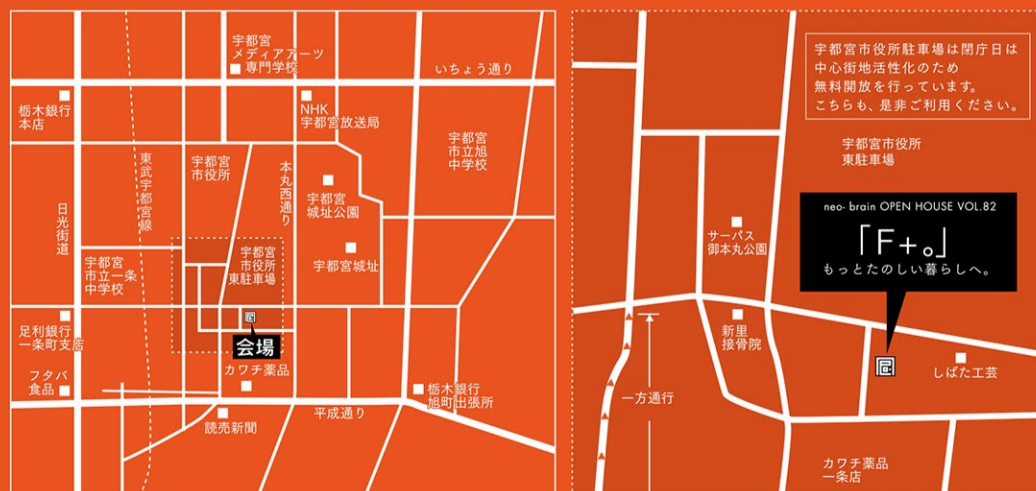 宇都宮
メディアアーツ
専門学校
いちょう通り
栃木銀行
本店
NHK
宇都宮放送局
宇都宮
市立旭
中学校
東武宇都宮線
宇都宮
市役所
本丸西通り
宇都宮
城址公園
日光街道
宇都宮
市立一条
中学校
宇都宮
市役所
東駐車場
宇都宮城址
足利銀行
一条町支店
会場
カワチ薬品
フタバ
食品
栃木銀行
旭町出張所
読売新聞
平成通り
宇都宮市役所駐車場は閉庁日は
中心街地活性化のため
無料開放を行っています。
こちらも、是非ご利用ください。
宇都宮市役所
東駐車場
neo- brain OPEN HOUSE VOL.82
「F+。」
もっとたのしい暮らしへ。
サーパス
御本丸公園
新里
接骨院
しばた工芸
一方通行
カワチ薬品
一条店